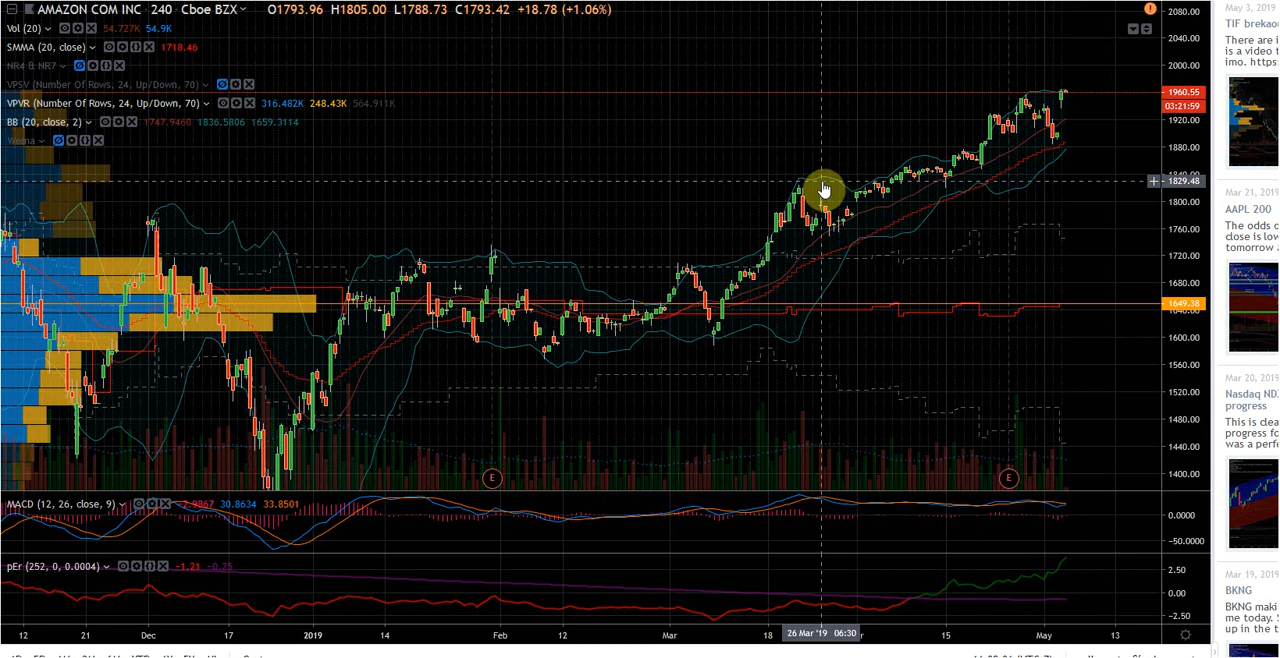 AMAZON COM INC · 240 · Cboe BZX O1793.96 H1805.00 L1788.73 C1793.42 +18.78 (+1.06%)
Vol (20) 54.727K 54.9K
SMMA (20, close) 1718.46
NR4 & NR7
VPSV (Number Of Rows, 24, Up/Down, 70)
VPVR (Number Of Rows, 24, Up/Down, 70) 316.482K 248.43K 564.911K
BB (20, close, 2) 1747.9460 1836.5806 1659.3114
Wema
2080.00
2040.00
2000.00
1960.55
03:21:59
1920.00
1880.00
1829.48
1800.00
1760.00
1720.00
1680.00
1649.38
1600.00
1560.00
1520.00
1480.00
1440.00
1400.00
E
E
MACD (12, 26, close, 9) 30.8634 33.8501
0.0000
-50.0000
pEr (252, 0, 0.0004) -1.21 -0.75
2.50
0.00
-2.50
12 21 Dec 17 2019 14 Feb 12 Mar 18 26 Mar '19 06:30 15 May 13
May 3, 2019
TIF brekao
There are i
is a video t
imo. https:
Mar 21, 2019
AAPL 200
The odds c
close is low
tomorrow
Mar 20, 2019
Nasdaq ND
progress
This is clea
progress fo
was a perfe
Mar 19, 2019
BKNG
BKNG maki
me today. S
up in the t